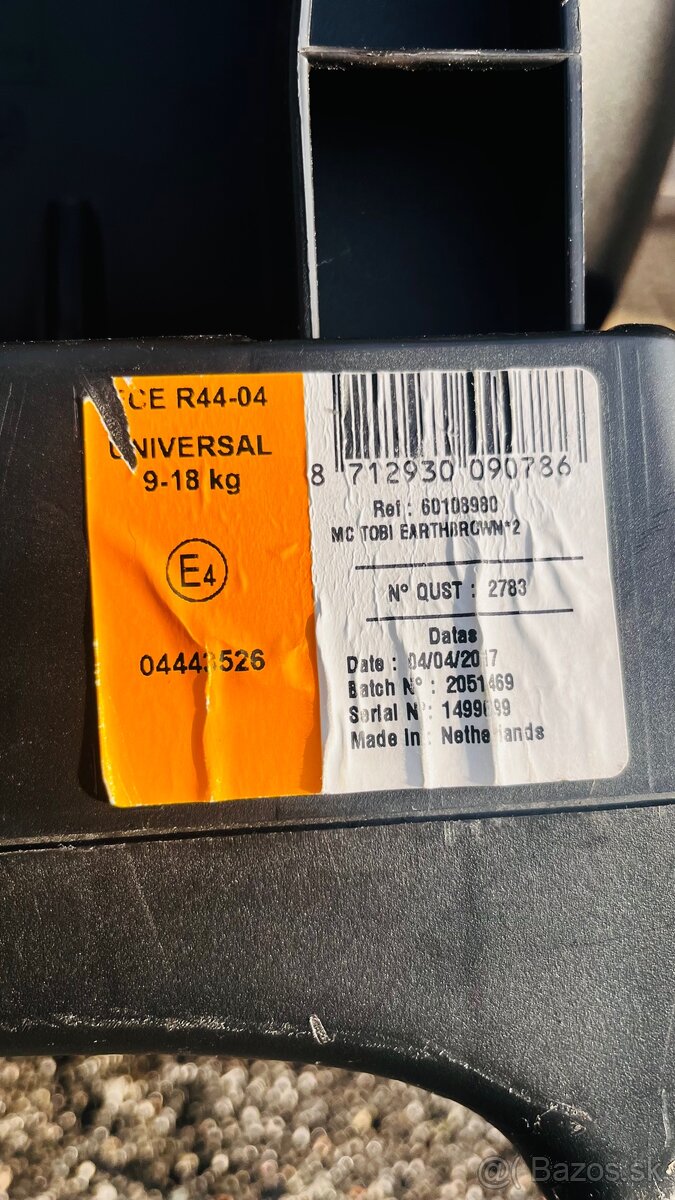 ECE R44-04
UNIVERSAL
9-18 kg
E4
04443526
8 712930 090786
Ref : 60108980
MC TOBI EARTHBROWN*2
N° QUST : 2783
Datas
Date : 04/04/2017
Batch N° : 2051469
Serial N° :
Made In : Netherlands
Bazos.sk